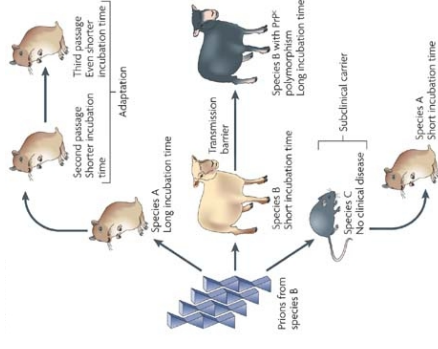 Third passage
Even shorter
incubation time
Second passage
Shorter incubation
time
Adaptation
Species A
Long incubation time
Species B with PrPᶜ
polymorphism
Long incubation time
Transmission
barrier
Species B
Short incubation time
Prions from
species B
Subclinical carrier
Species C
No clinical disease
Species A
Short incubation time